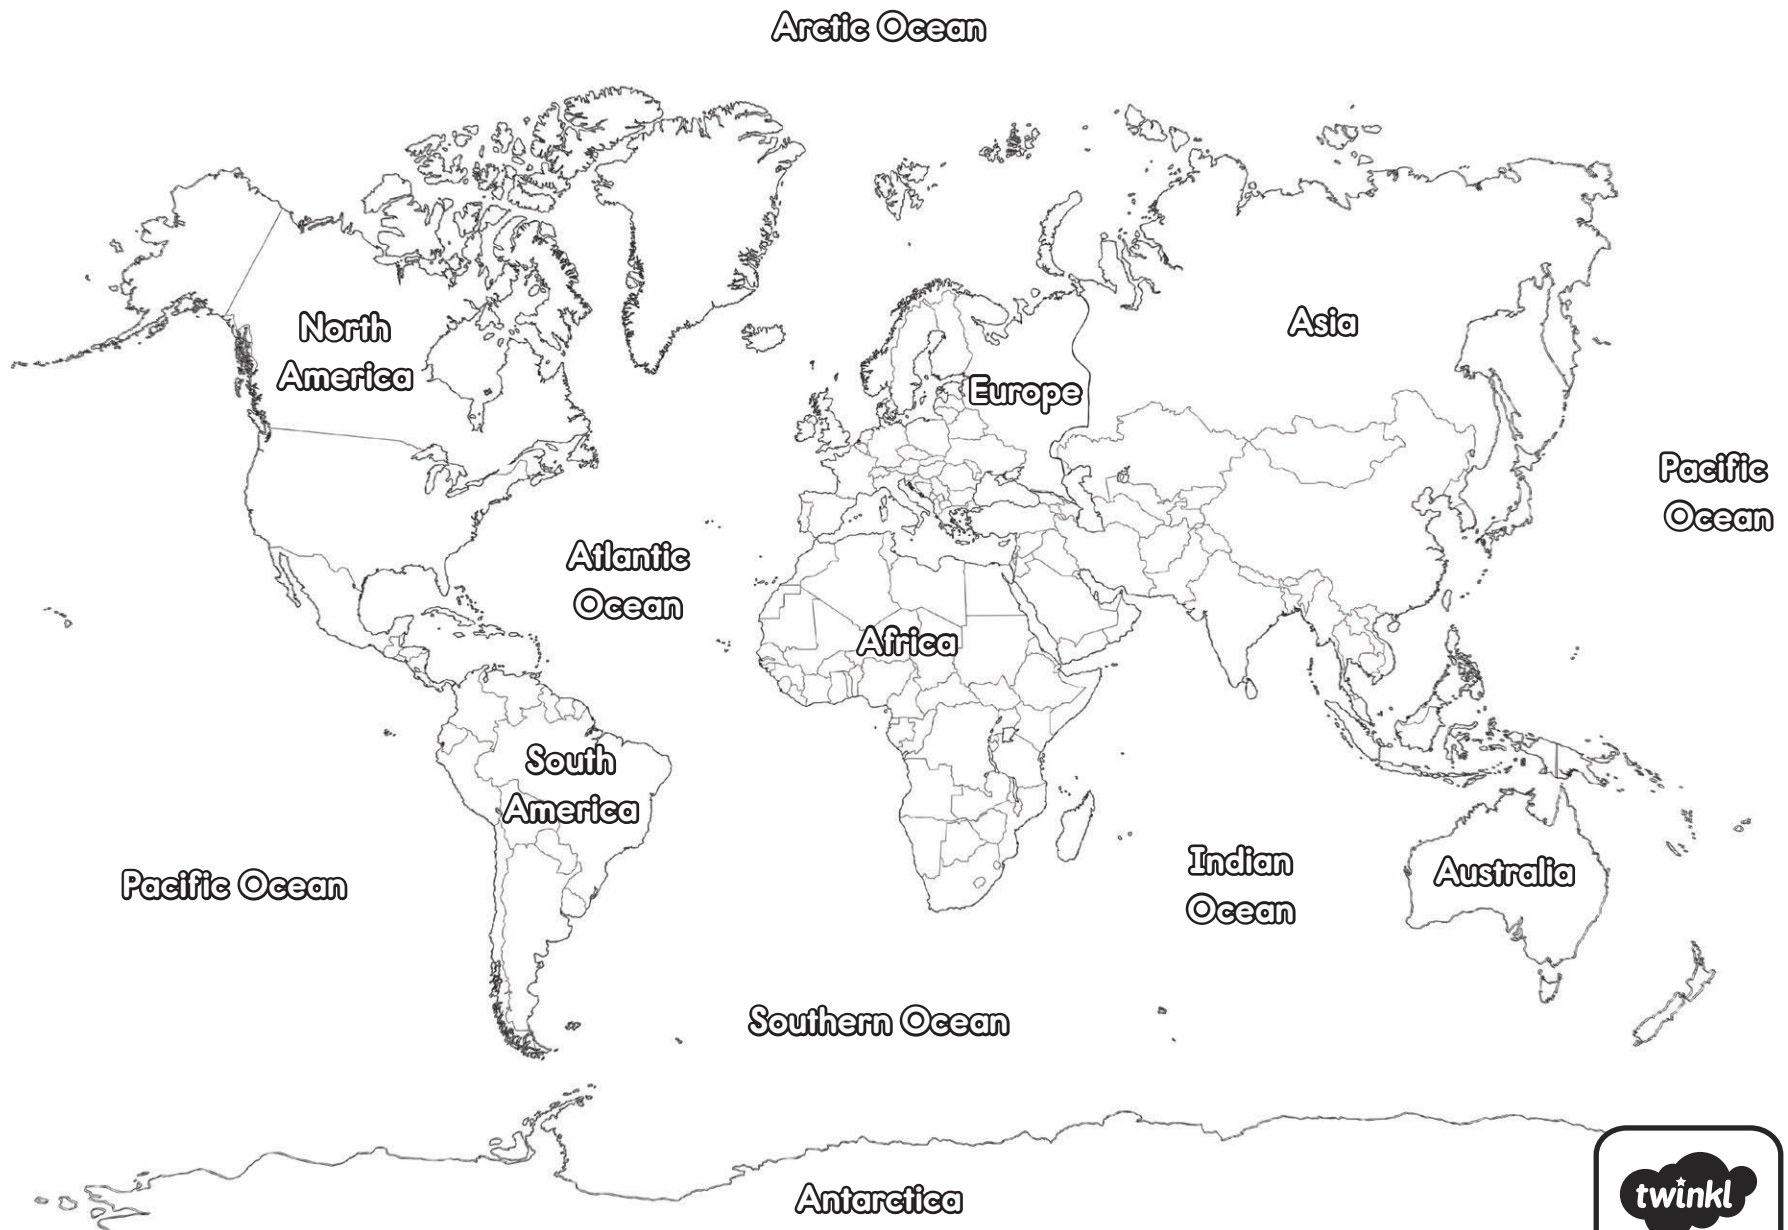 Arctic Ocean
North
America
Asia
Europe
Pacific
Ocean
Atlantic
Ocean
Africa
South
America
Pacific Ocean
Indian
Ocean
Australia
Southern Ocean
Antarctica
twinkl